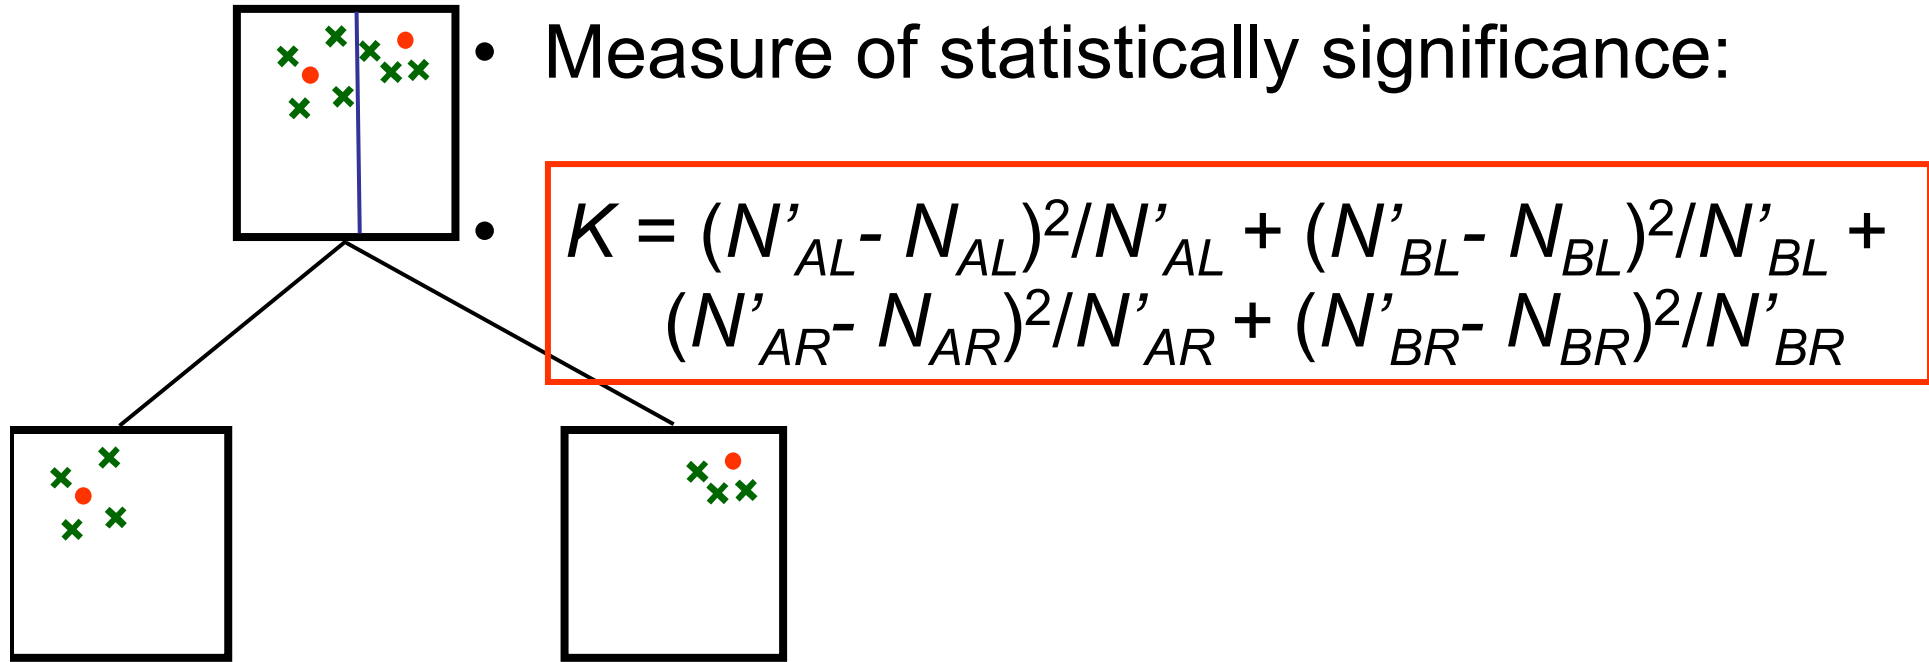 • Measure of statistically significance:
• K = (N’AL- NAL)2/N’AL + (N’BL- NBL)2/N’BL +
(N’AR- NAR)2/N’AR + (N’BR- NBR)2/N’BR